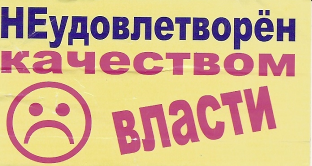 НЕудовлетворён
качеством
власти